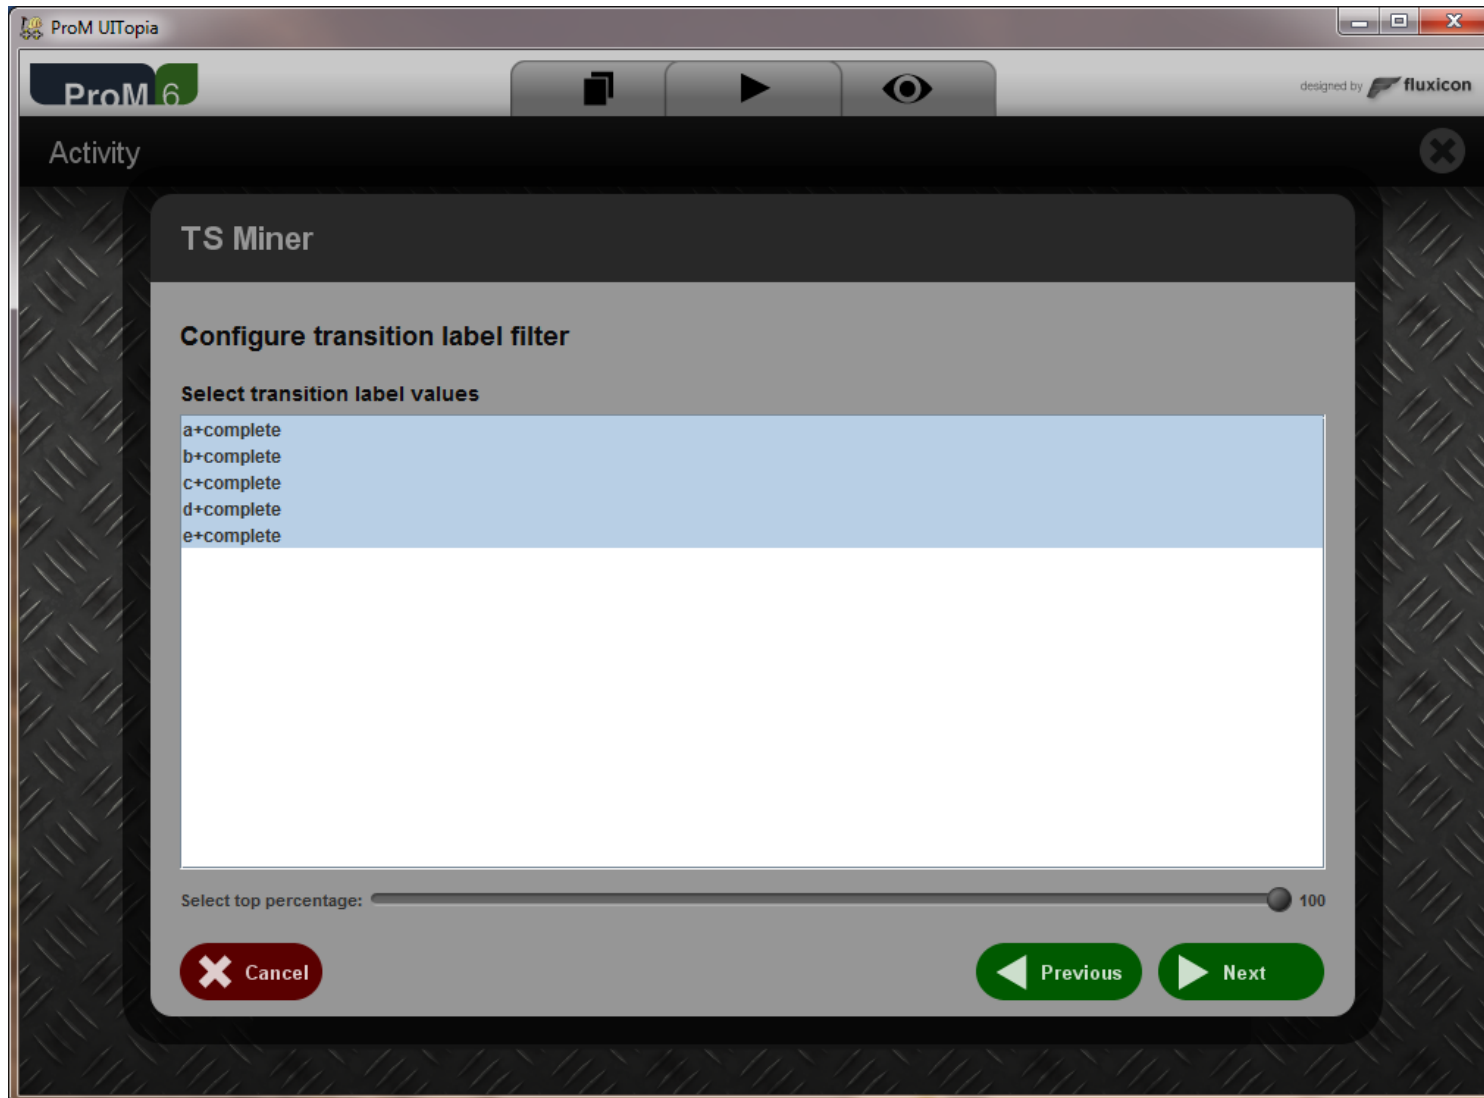 ProM UITopia
ProM 6
designed by fluxicon
Activity
TS Miner
Configure transition label filter
Select transition label values
a+complete
b+complete
c+complete
d+complete
e+complete
Select top percentage: 100
Cancel Previous Next